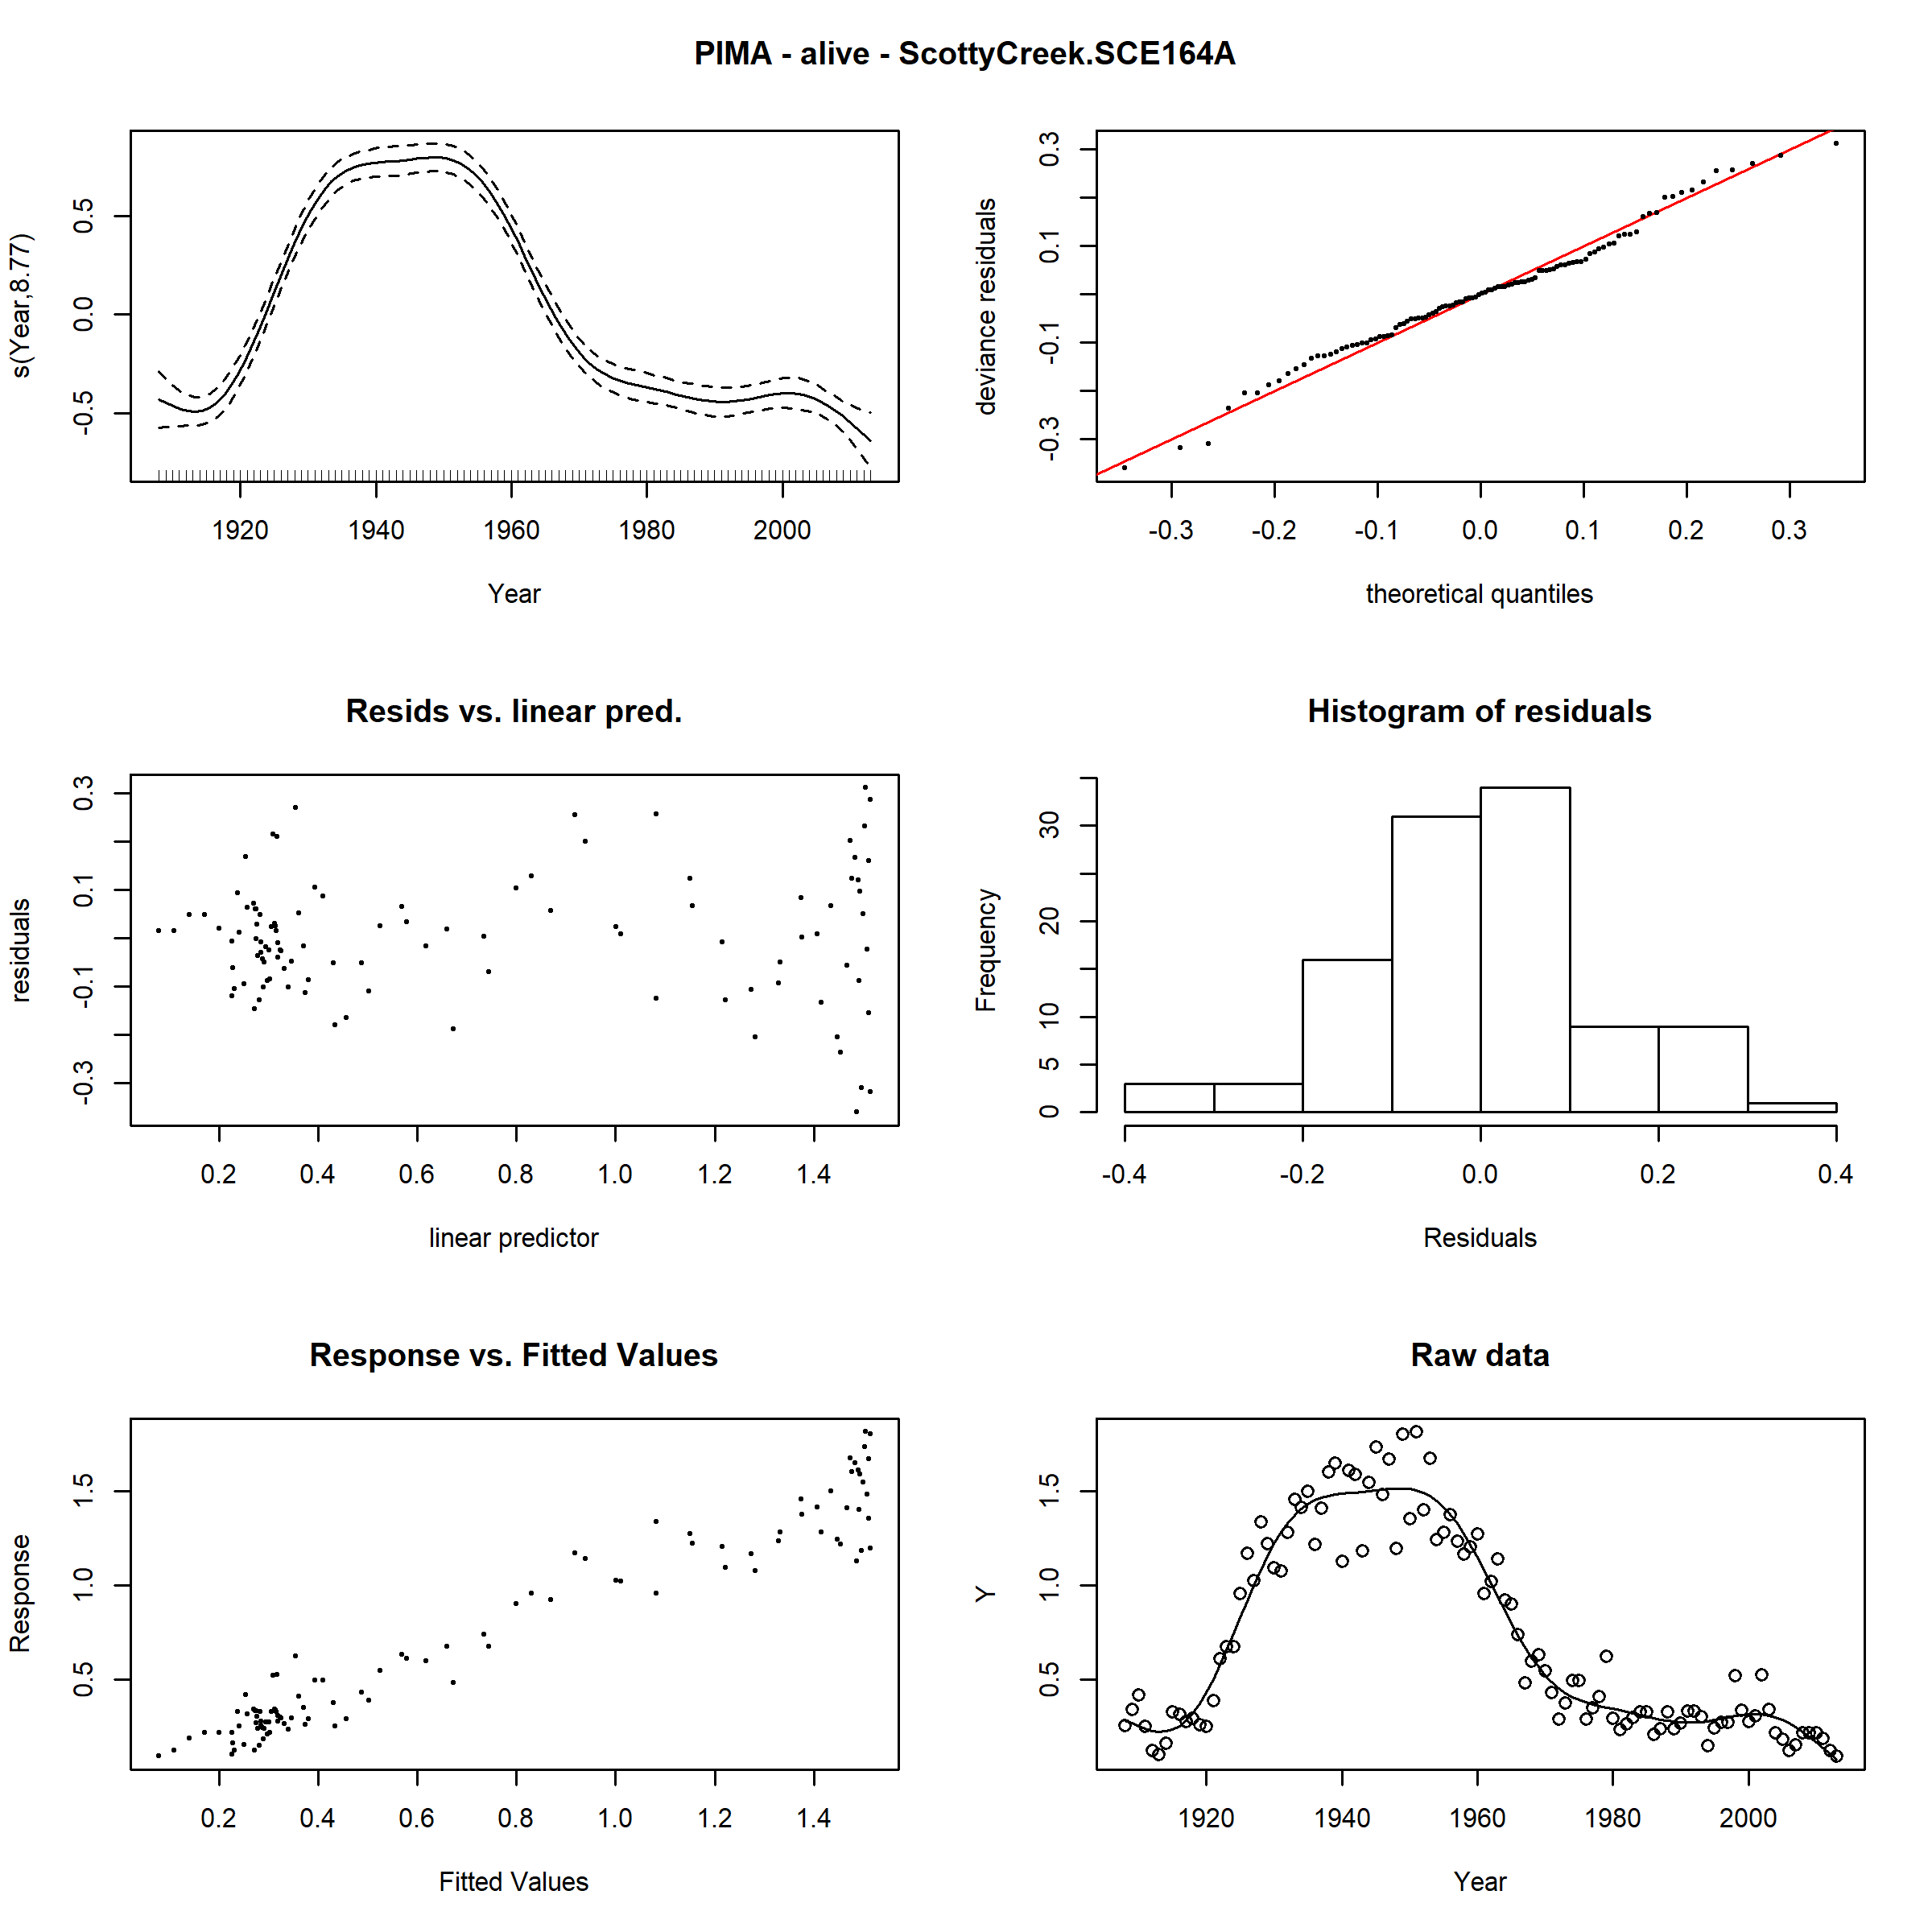 PIMA - alive - ScottyCreek.SCE164A
s(Year,8.77)
-0.5 0.0 0.5
1920 1940 1960 1980 2000
Year
deviance residuals
-0.3 -0.1 0.1 0.3
-0.3 -0.2 -0.1 0.0 0.1 0.2 0.3
theoretical quantiles
Resids vs. linear pred.
residuals
-0.3 -0.1 0.1 0.3
0.2 0.4 0.6 0.8 1.0 1.2 1.4
linear predictor
Histogram of residuals
Frequency
0 5 10 20 30
-0.4 -0.2 0.0 0.2 0.4
Residuals
Response vs. Fitted Values
Response
0.5 1.0 1.5
0.2 0.4 0.6 0.8 1.0 1.2 1.4
Fitted Values
Raw data
Y
0.5 1.0 1.5
1920 1940 1960 1980 2000
Year